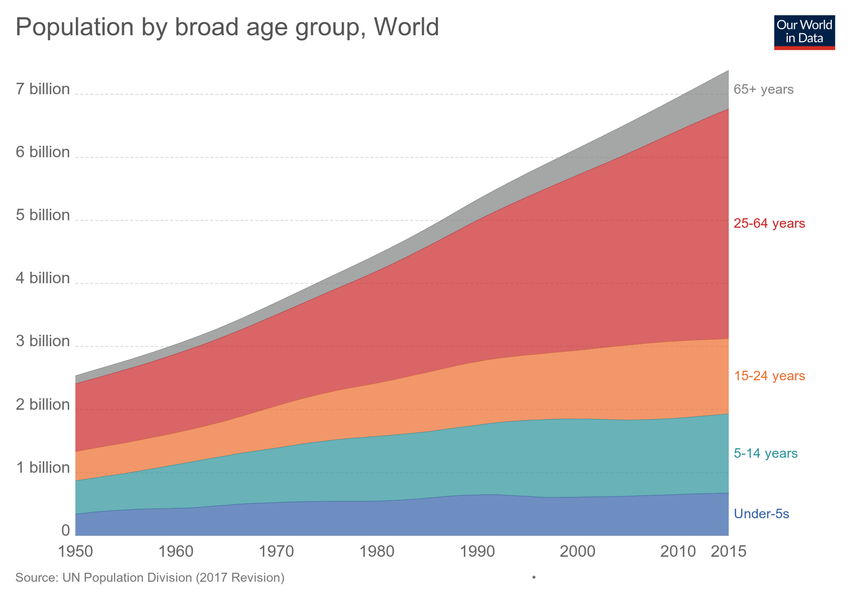 Population by broad age group, World
Our World
in Data
7 billion
6 billion
5 billion
4 billion
3 billion
2 billion
1 billion
0
65+ years
25-64 years
15-24 years
5-14 years
Under-5s
1950 1960 1970 1980 1990 2000 2010 2015
Source: UN Population Division (2017 Revision)